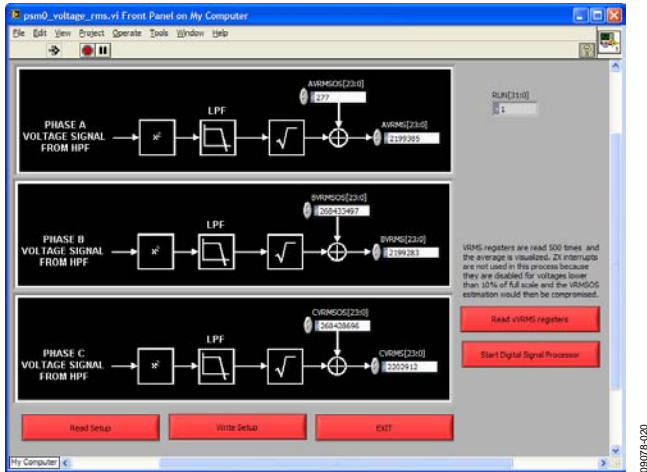 psm0_voltage_rms.vi Front Panel on My Computer
File Edit View Project Operate Tools Window Help
AVRMSOS[23:0]
277
LPF
PHASE A
VOLTAGE SIGNAL
FROM HPF
x²
√
AVRMS[23:0]
2199385
RUN[31:0]
1
BVRMSOS[23:0]
268433497
LPF
PHASE B
VOLTAGE SIGNAL
FROM HPF
x²
√
BVRMS[23:0]
2199283
VRMS registers are read 500 times and
the average is visualized. ZX interrupts
are not used in this process because
they are disabled for voltages lower
than 10% of full scale and the VRMSOS
estimation would then be compromised.
CVRMSOS[23:0]
268428696
LPF
PHASE C
VOLTAGE SIGNAL
FROM HPF
x²
√
CVRMS[23:0]
2202912
Read xVRMS registers
Start Digital Signal Processor
Read Setup
Write Setup
EXIT
My Computer
09078-020